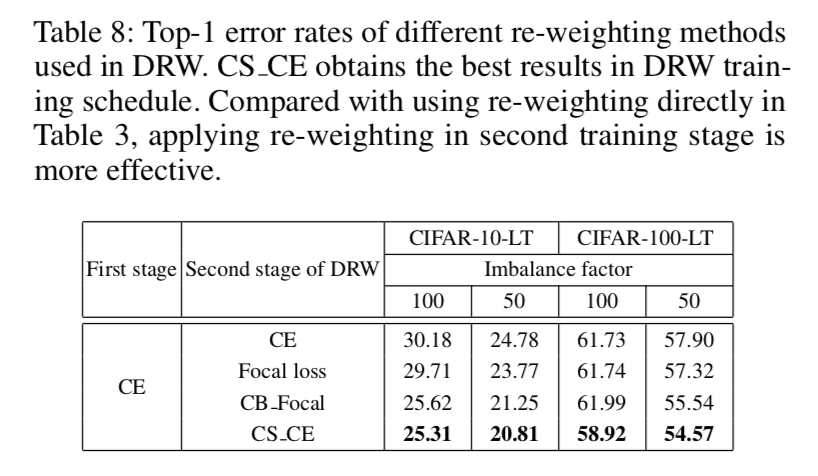 Table 8: Top-1 error rates of different re-weighting methods
used in DRW. CS_CE obtains the best results in DRW train-
ing schedule. Compared with using re-weighting directly in
Table 3, applying re-weighting in second training stage is
more effective.
First stage Second stage of DRW CIFAR-10-LT CIFAR-100-LT
Imbalance factor
100 50 100 50
CE CE 30.18 24.78 61.73 57.90
Focal loss 29.71 23.77 61.74 57.32
CB_Focal 25.62 21.25 61.99 55.54
CS_CE 25.31 20.81 58.92 54.57